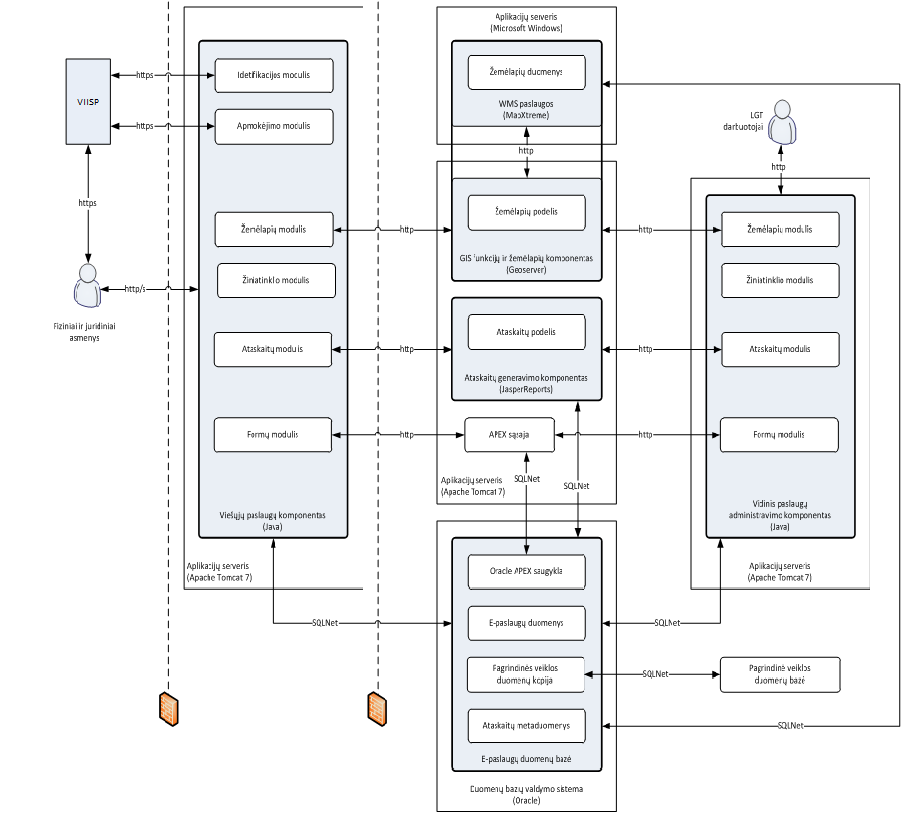 Aplikacijų serveris
(Microsoft Windows)
Idetifikacijos modulis
https
Žemėlapių duomenys
VIISP
WMS paslaugos
(MapXtreme)
LGT
darbuotojai
https
Apmokėjimo modulis
http
http
https
Žemėlapių modulis
http
Žemėlapių podelis
http
Žemėlapių modulis
GIS funkcijų ir žemėlapių komponentas
(Geoserver)
http/s
Žiniatinklio modulis
Žiniatinklio modulis
Fiziniai ir juridiniai
asmenys
Ataskaitų modulis
http
Ataskaitų podelis
http
Ataskaitų modulis
Ataskaitų generavimo komponentas
(JasperReports)
Formų modulis
http
APEX sąsaja
http
Formų modulis
SQLNet
SQLNet
Aplikacijų serveris
(Apache Tomcat 7)
Viešųjų paslaugų komponentas
(Java)
Vidinis paslaugų
administravimo komponentas
(Java)
Aplikacijų serveris
(Apache Tomcat 7)
Oracle APEX saugykla
Aplikacijų serveris
(Apache Tomcat 7)
SQLNet
E-paslaugų duomenys
SQLNet
Pagrindinės veiklos
duomenų kopija
SQLNet
Pagrindinė veiklos
duomenų bazė
Ataskaitų metaduomenys
SQLNet
E-paslaugų duomenų bazė
Duomenų bazų valdymo sistema
(Oracle)